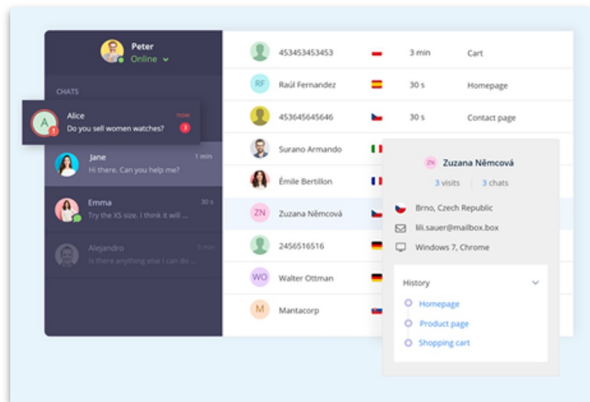 Peter
Online
CHATS
A
Alice
now
Do you sell women watches?
3
Jane
1 min
Hi there. Can you help me?
Emma
30 s
Try the XS size. I think it will ...
Alejandro
5 min
Is there anything else I can do ...
453453453453
3 min
Cart
RF
Raúl Fernandez
30 s
Homepage
453645645646
30 s
Contact page
Surano Armando
Émile Bertillon
ZN
Zuzana Němcová
2456516516
WO
Walter Ottman
M
Mantacorp
ZN
Zuzana Němcová
3 visits
3 chats
Brno, Czech Republic
lili.sauer@mailbox.box
Windows 7, Chrome
History
Homepage
Product page
Shopping cart